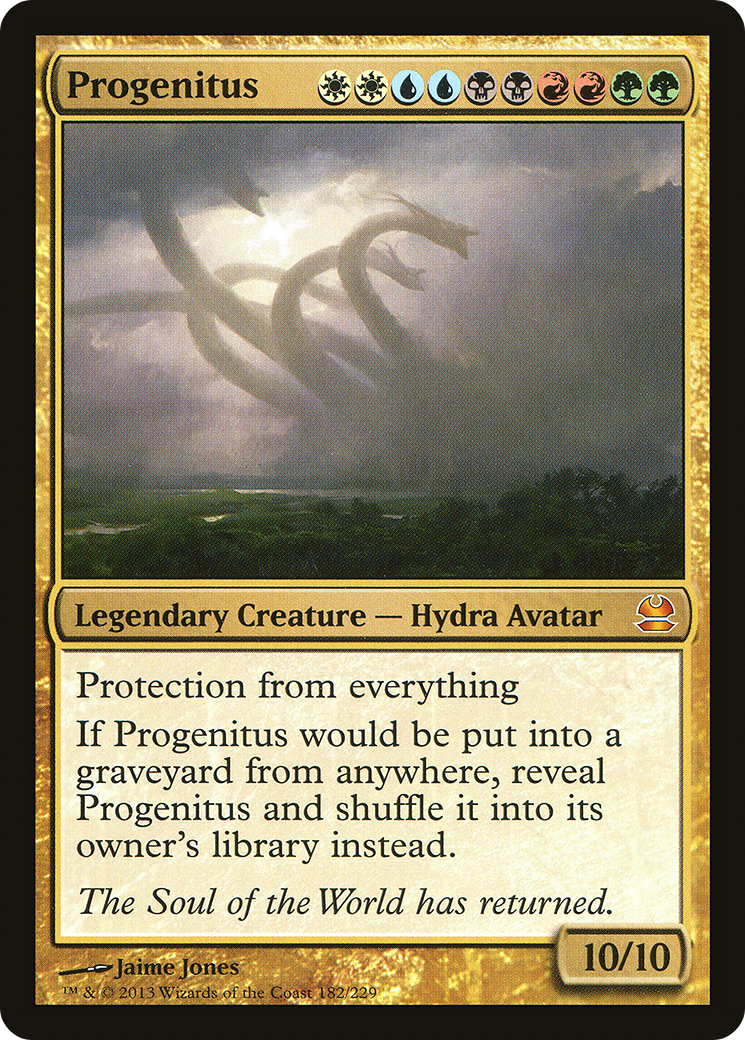 Progenitus
Legendary Creature — Hydra Avatar
Protection from everything
If Progenitus would be put into a
graveyard from anywhere, reveal
Progenitus and shuffle it into its
owner's library instead.
The Soul of the World has returned.
10/10
Jaime Jones
™ & © 2013 Wizards of the Coast 182/229